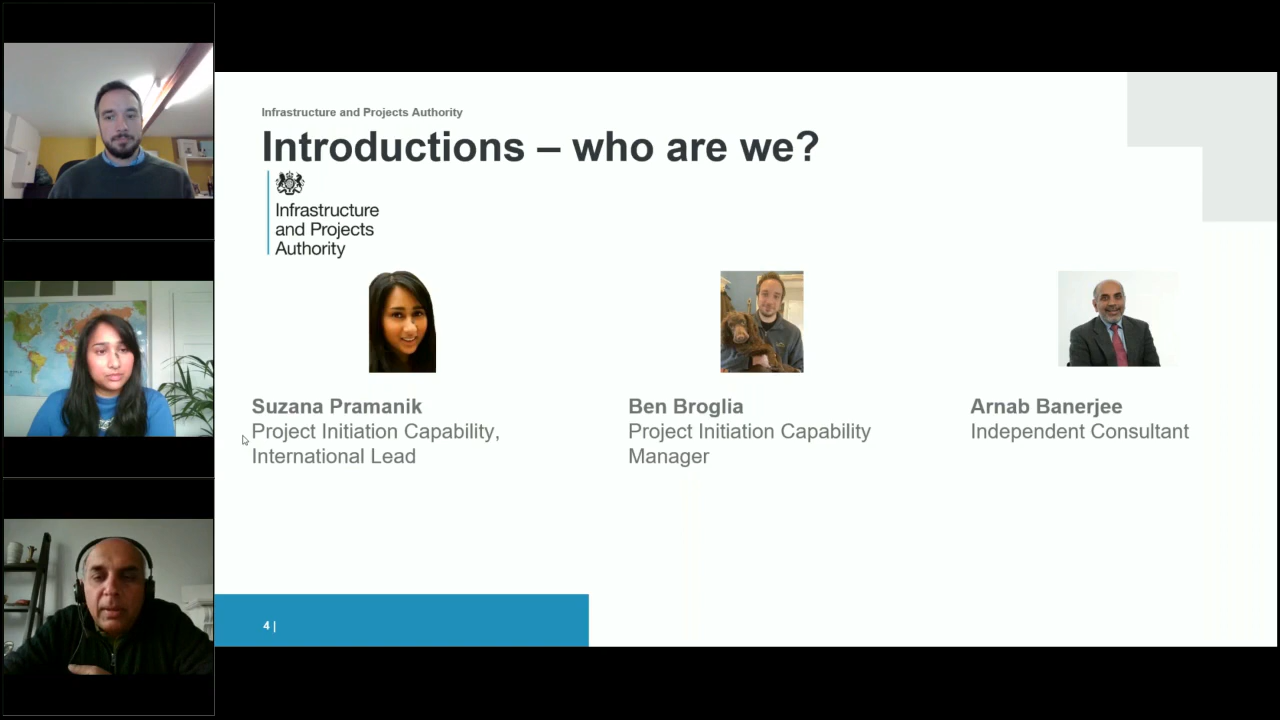 Infrastructure and Projects Authority
Introductions – who are we?
Infrastructure
and Projects
Authority
Suzana Pramanik
Project Initiation Capability,
International Lead
Ben Broglia
Project Initiation Capability
Manager
Arnab Banerjee
Independent Consultant
4 |